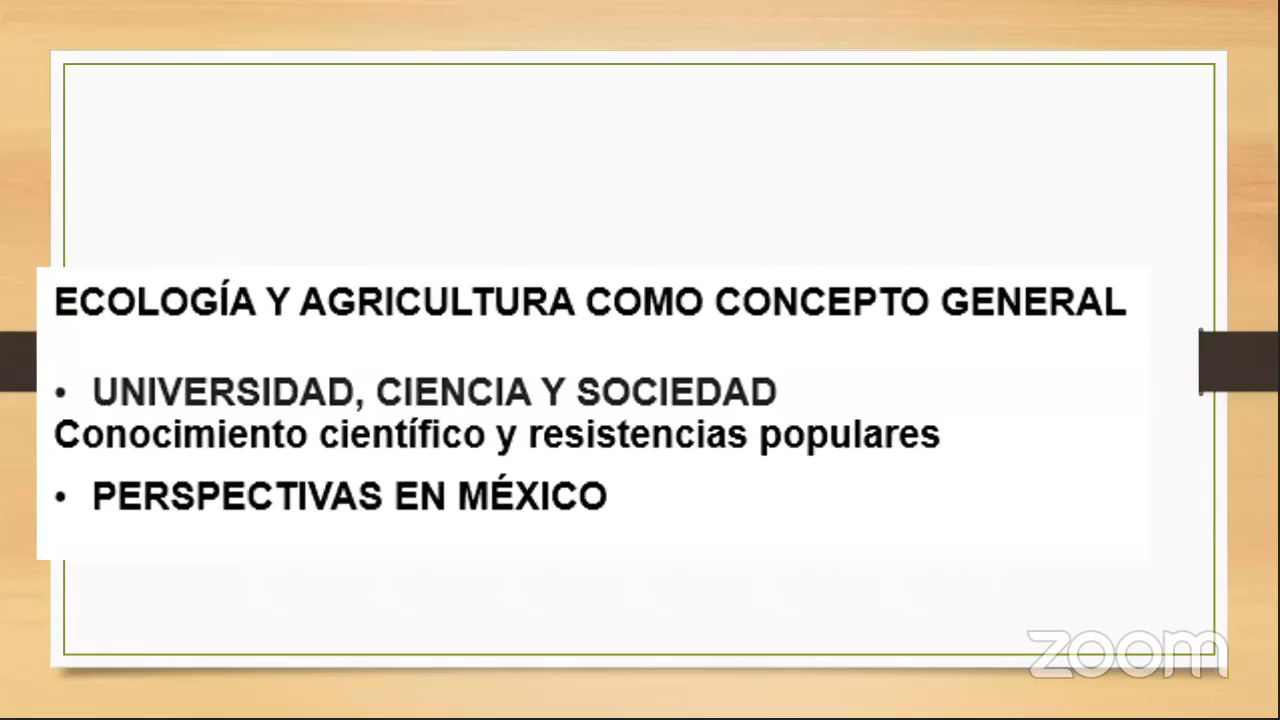 ECOLOGÍA Y AGRICULTURA COMO CONCEPTO GENERAL
• UNIVERSIDAD, CIENCIA Y SOCIEDAD
Conocimiento científico y resistencias populares
• PERSPECTIVAS EN MÉXICO
zoom